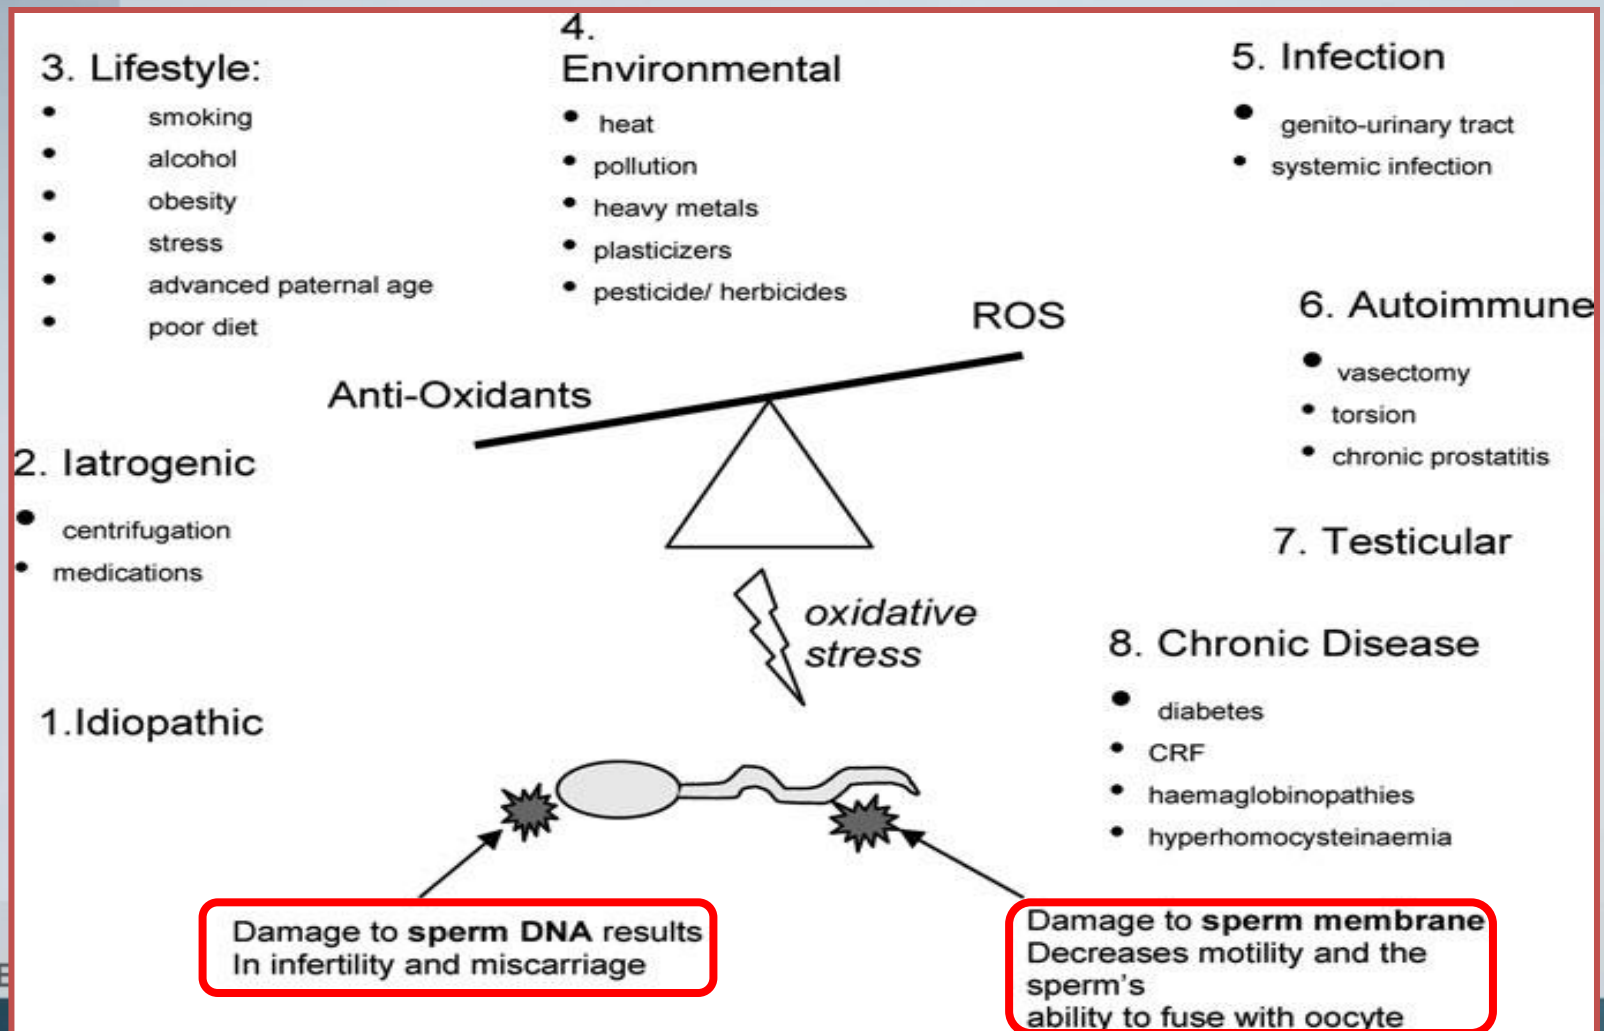 3. Lifestyle:
smoking
alcohol
obesity
stress
advanced paternal age
poor diet
4.
Environmental
heat
pollution
heavy metals
plasticizers
pesticide/ herbicides
5. Infection
genito-urinary tract
systemic infection
ROS
Anti-Oxidants
6. Autoimmune
vasectomy
torsion
chronic prostatitis
2. Iatrogenic
centrifugation
medications
7. Testicular
oxidative
stress
8. Chronic Disease
diabetes
CRF
haemaglobinopathies
hyperhomocysteinaemia
1.Idiopathic
Damage to sperm DNA results
In infertility and miscarriage
Damage to sperm membrane
Decreases motility and the
sperm's
ability to fuse with oocyte